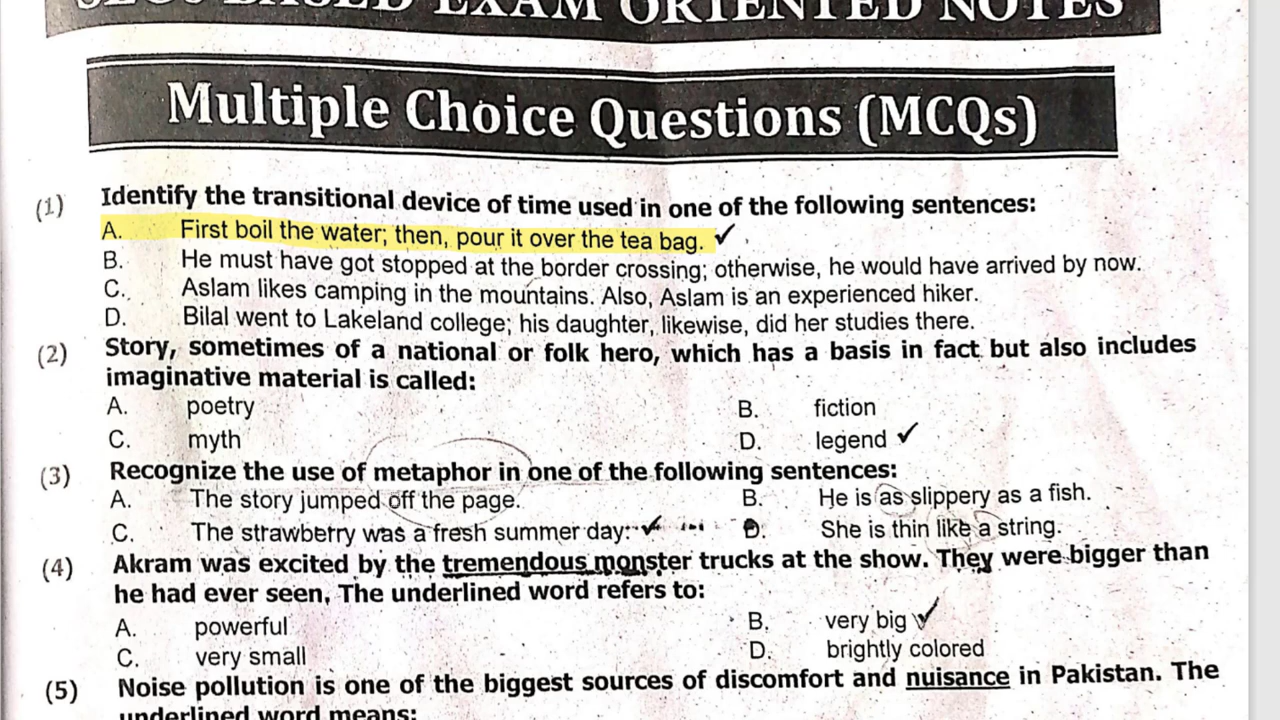 BASED EXAM ORIENTED NOTES
Multiple Choice Questions (MCQs)
(1) Identify the transitional device of time used in one of the following sentences:
A. First boil the water; then, pour it over the tea bag. ✓
B. He must have got stopped at the border crossing; otherwise, he would have arrived by now.
C. Aslam likes camping in the mountains. Also, Aslam is an experienced hiker.
D. Bilal went to Lakeland college; his daughter, likewise, did her studies there.
(2) Story, sometimes of a national or folk hero, which has a basis in fact but also includes
imaginative material is called:
A. poetry B. fiction
C. myth D. legend ✓
(3) Recognize the use of metaphor in one of the following sentences:
A. The story jumped off the page. B. He is as slippery as a fish.
C. The strawberry was a fresh summer day. ✓ D. She is thin like a string.
(4) Akram was excited by the tremendous monster trucks at the show. They were bigger than
he had ever seen. The underlined word refers to:
A. powerful B. very big ✓
C. very small D. brightly colored
(5) Noise pollution is one of the biggest sources of discomfort and nuisance in Pakistan. The
underlined word means: